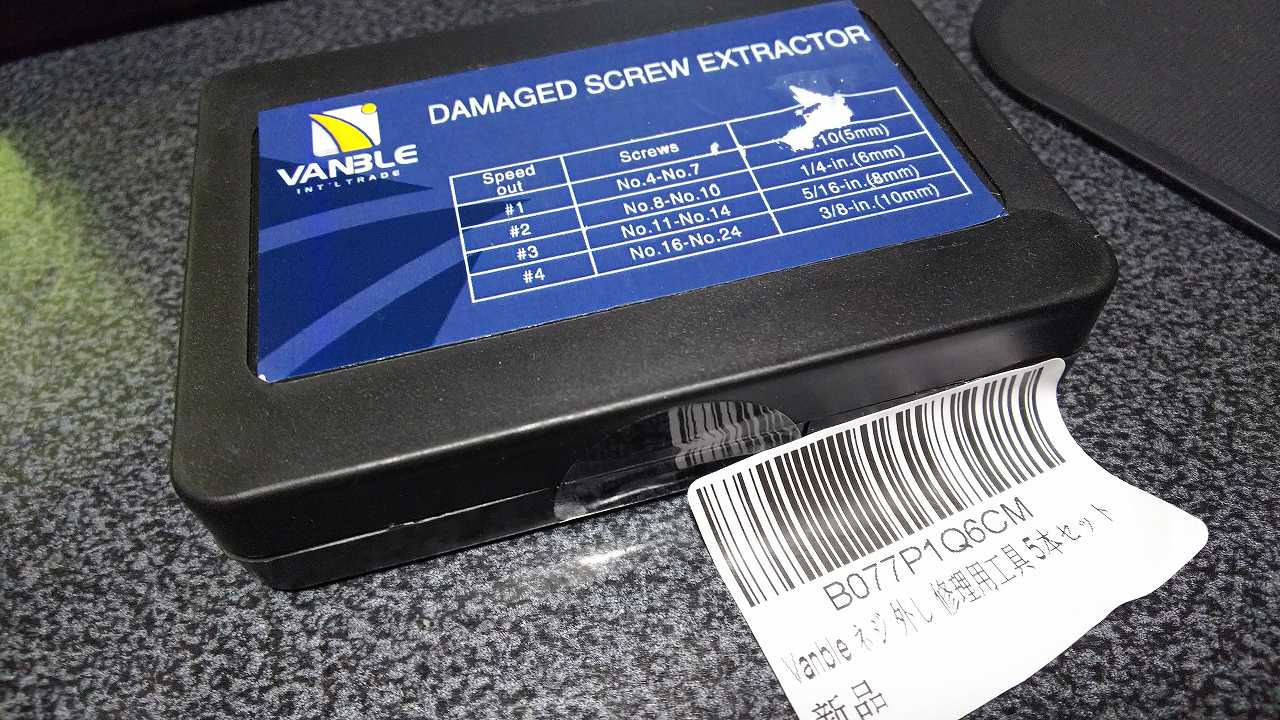 DAMAGED SCREW EXTRACTOR
VANBLE
INT'L TRADE
Speed out Screws
#1 No.4-No.7 .10(5mm)
#2 No.8-No.10 1/4-in.(6mm)
#3 No.11-No.14 5/16-in.(8mm)
#4 No.16-No.24 3/8-in.(10mm)
B077P1Q6CM
Vanble ネジ外し 修理用工具 5本セット
新品